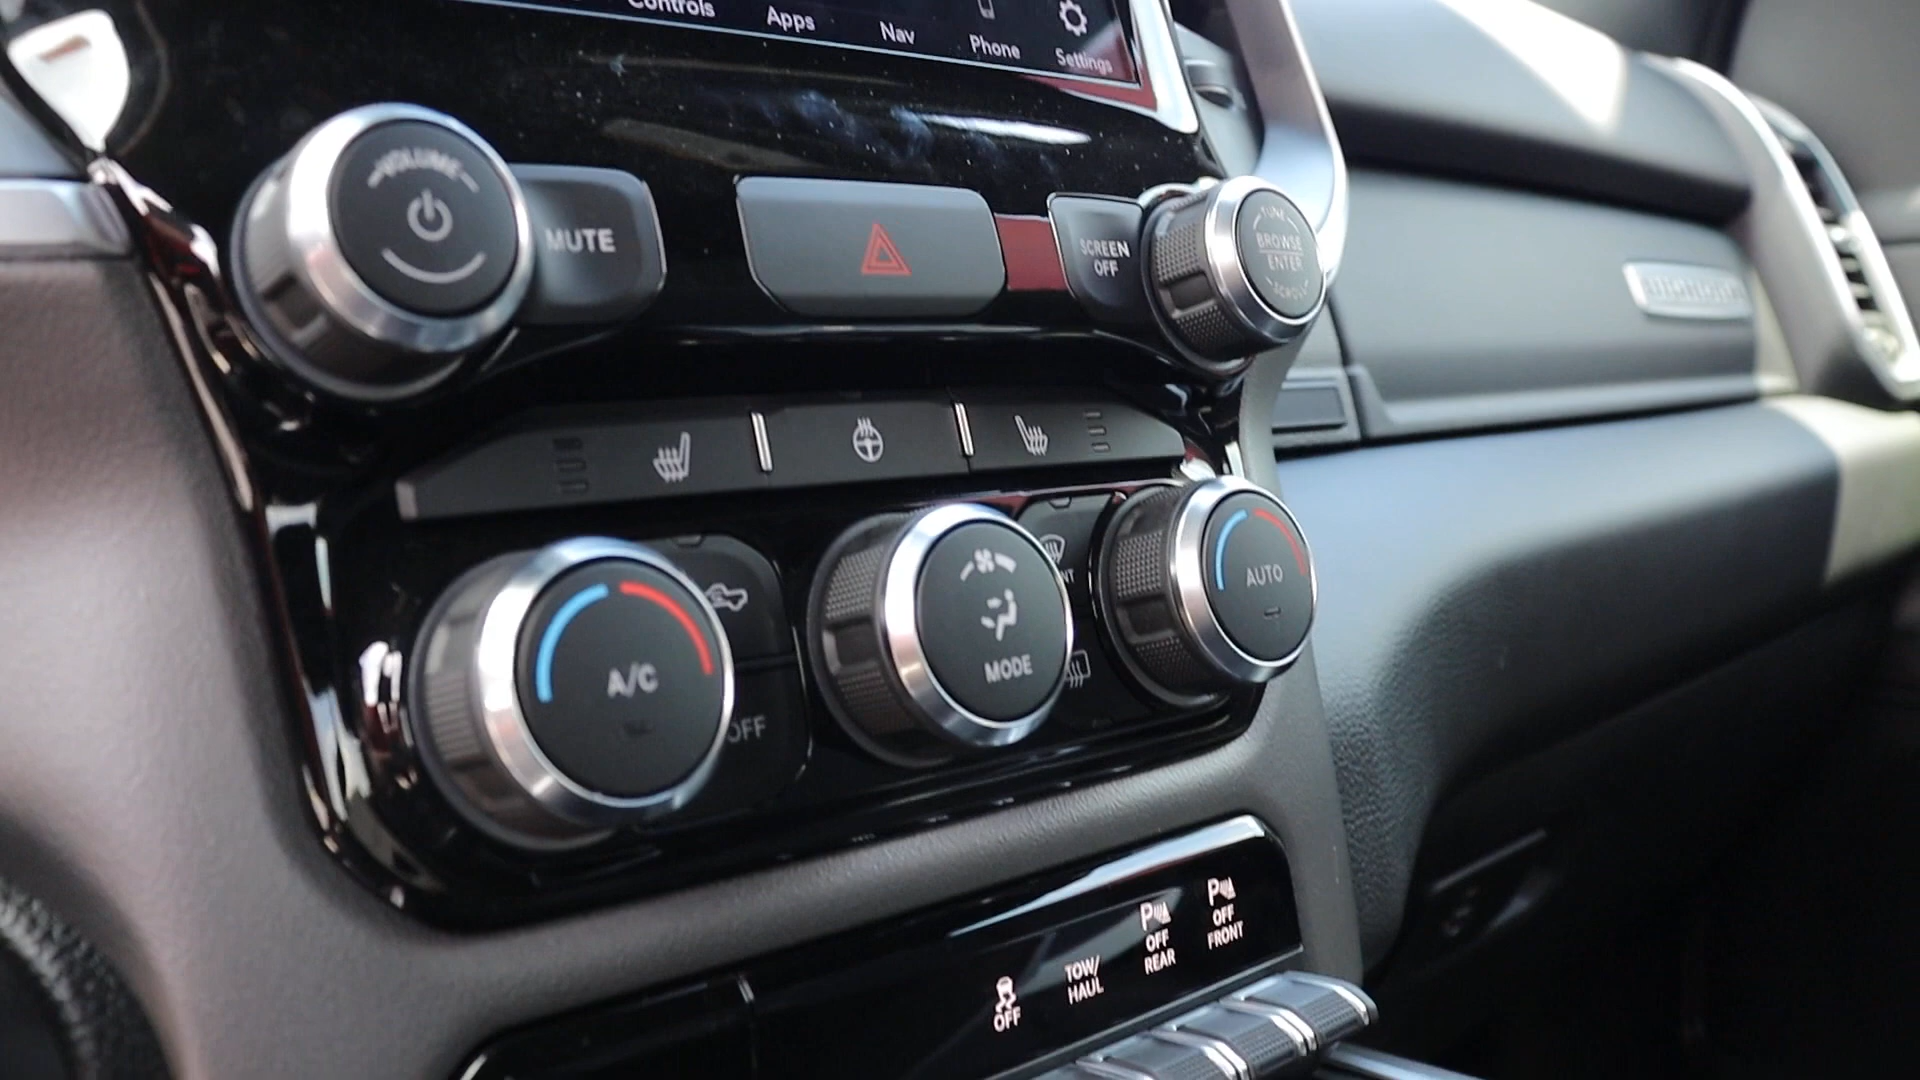 Controls
Apps
Nav
Phone
Settings
VOLUME
MUTE
SCREEN
OFF
TUNE
BROWSE
ENTER
SCROLL
A/C
OFF
MODE
AUTO
OFF
TOW/
HAUL
P
OFF
REAR
P
OFF
FRONT